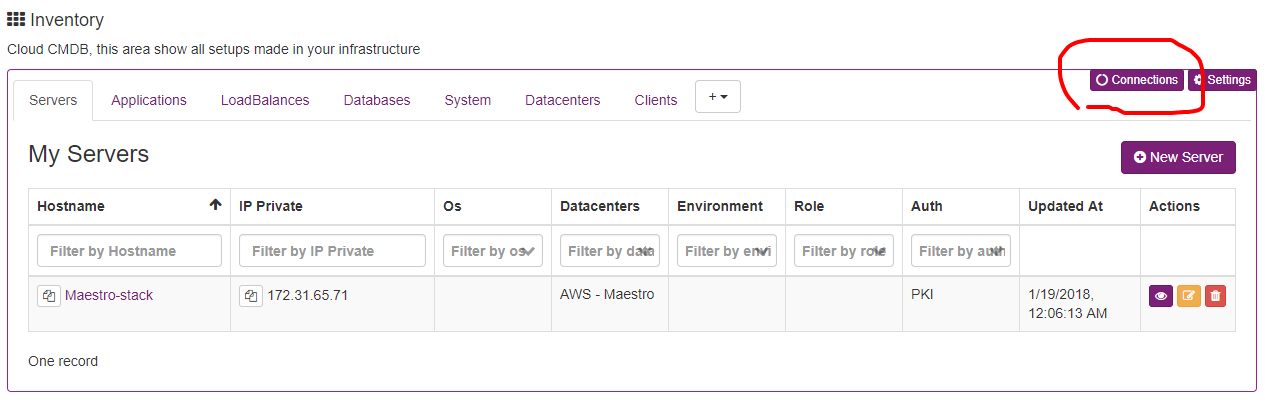 Inventory
Cloud CMDB, this area show all setups made in your infrastructure
Connections Settings
Servers Applications LoadBalances Databases System Datacenters Clients +
My Servers
New Server
Hostname IP Private Os Datacenters Environment Role Auth Updated At Actions
Filter by Hostname Filter by IP Private Filter by os Filter by data Filter by envi Filter by role Filter by auth
Maestro-stack 172.31.65.71 AWS - Maestro PKI 1/19/2018,
12:06:13 AM
One record